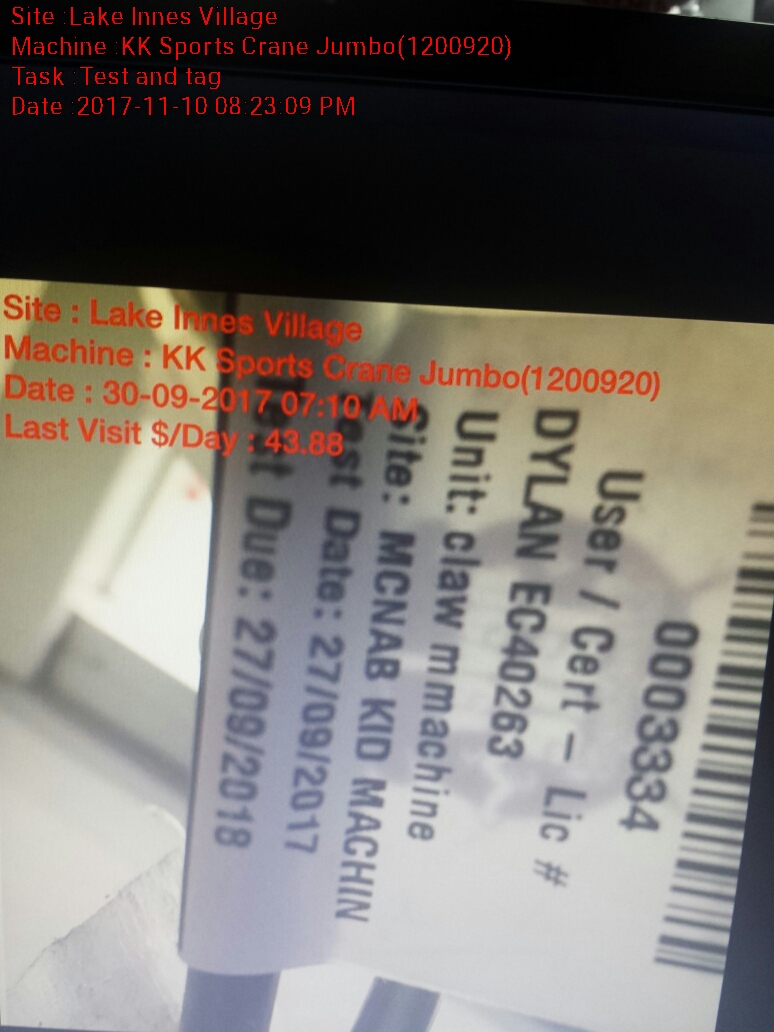 Site :Lake Innes Village
Machine :KK Sports Crane Jumbo(1200920)
Task :Test and tag
Date :2017-11-10 08:23:09 PM
Site : Lake Innes Village
Machine : KK Sports Crane Jumbo(1200920)
Date : 30-09-2017 07:10 AM
Last Visit $/Day : 43.88
0003334
User / Cert - Lic #
DYLAN EC40263
Unit: claw mmachine
Site: MCNAB KID MACHIN
Test Date: 27/09/2017
Test Due: 27/09/2018